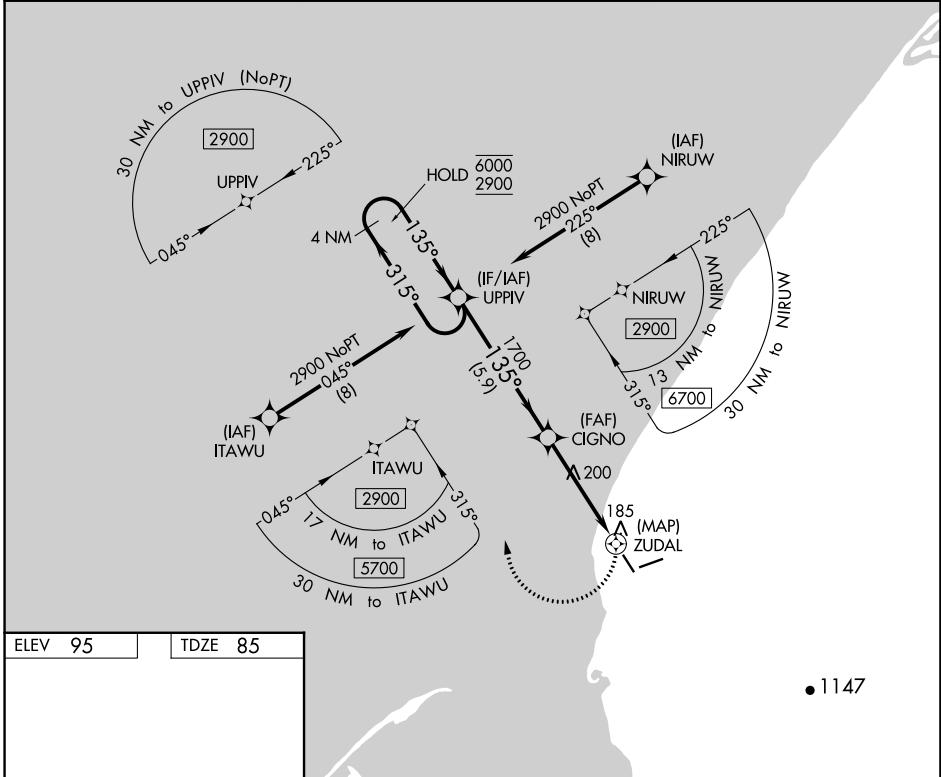 30 NM to UPPIV (NoPT)
2900
UPPIV
225°
045°
HOLD 6000
2900
4 NM
135°
315°
(IF/IAF)
UPPIV
(IAF)
NIRUW
2900 NoPT
225°
(8)
225°
NIRUW
2900
13 NM to NIRUW
315°
6700
30 NM to NIRUW
2900 NoPT
045°
(8)
(IAF)
ITAWU
1700
135°
(5.9)
(FAF)
CIGNO
200
ITAWU
2900
045°
315°
17 NM to ITAWU
5700
30 NM to ITAWU
185
(MAP)
ZUDAL
ELEV 95
TDZE 85
1147